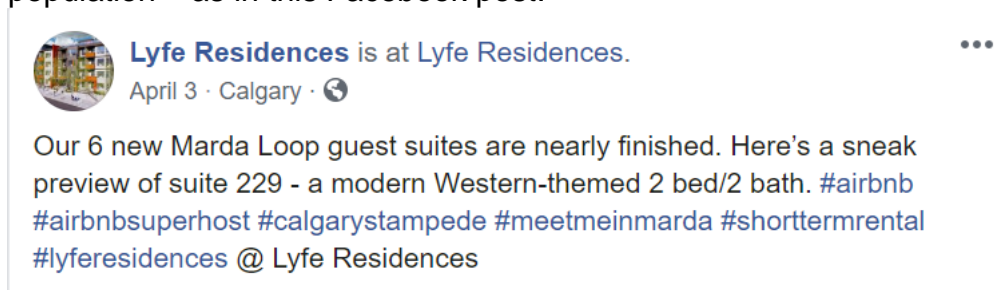 population – as in this Facebook post.
Lyfe Residences is at Lyfe Residences.
April 3 · Calgary ·
Our 6 new Marda Loop guest suites are nearly finished. Here’s a sneak
preview of suite 229 - a modern Western-themed 2 bed/2 bath. #airbnb
#airbnbsuperhost #calgarystampede #meetmeinmarda #shorttermrental
#lyferesidences @ Lyfe Residences